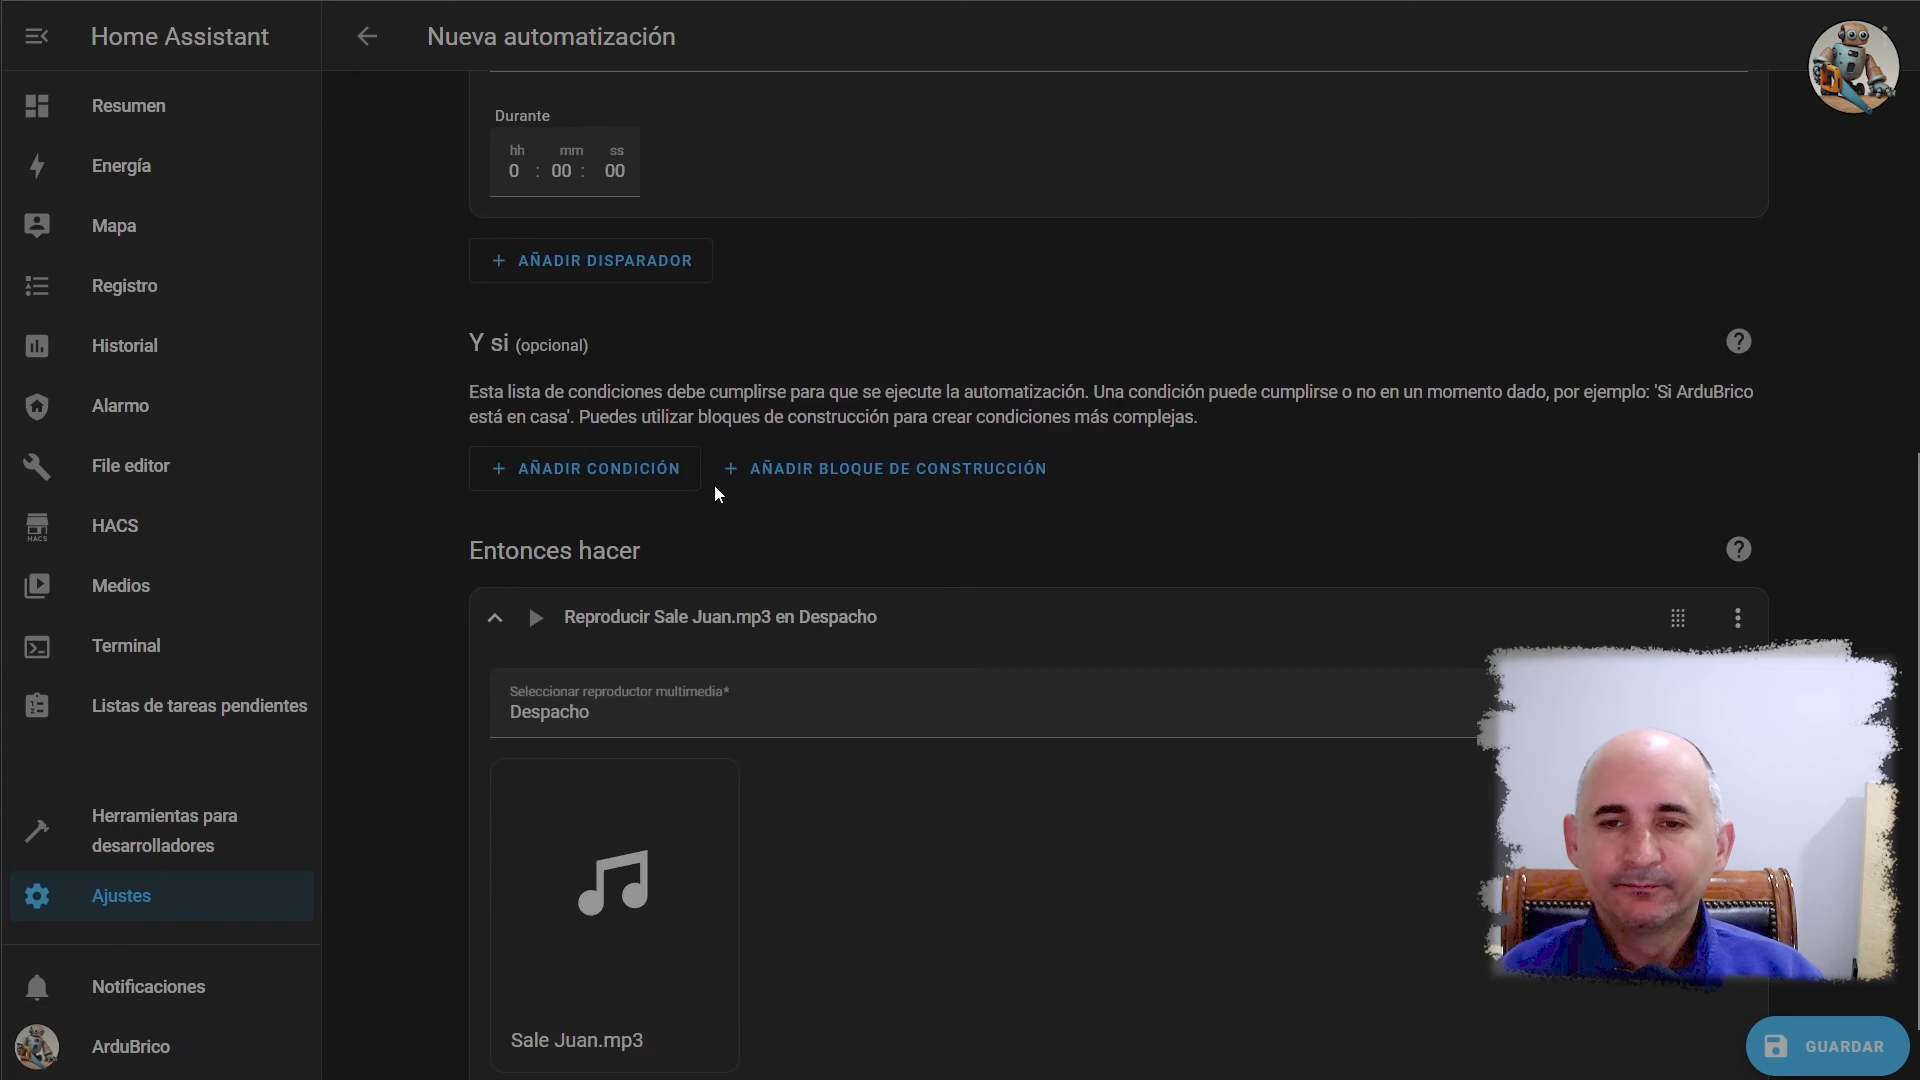 Home Assistant
Nueva automatización
Resumen
Energía
Mapa
Registro
Historial
Alarmo
File editor
HACS
HACS
Medios
Terminal
Listas de tareas pendientes
Herramientas para
desarrolladores
Ajustes
Notificaciones
ArduBrico
Durante
hh mm ss
0 : 00 : 00
+ AÑADIR DISPARADOR
Y si (opcional)
Esta lista de condiciones debe cumplirse para que se ejecute la automatización. Una condición puede cumplirse o no en un momento dado, por ejemplo: 'Si ArduBrico
está en casa'. Puedes utilizar bloques de construcción para crear condiciones más complejas.
+ AÑADIR CONDICIÓN + AÑADIR BLOQUE DE CONSTRUCCIÓN
Entonces hacer
Reproducir Sale Juan.mp3 en Despacho
Seleccionar reproductor multimedia*
Despacho
Sale Juan.mp3
GUARDAR